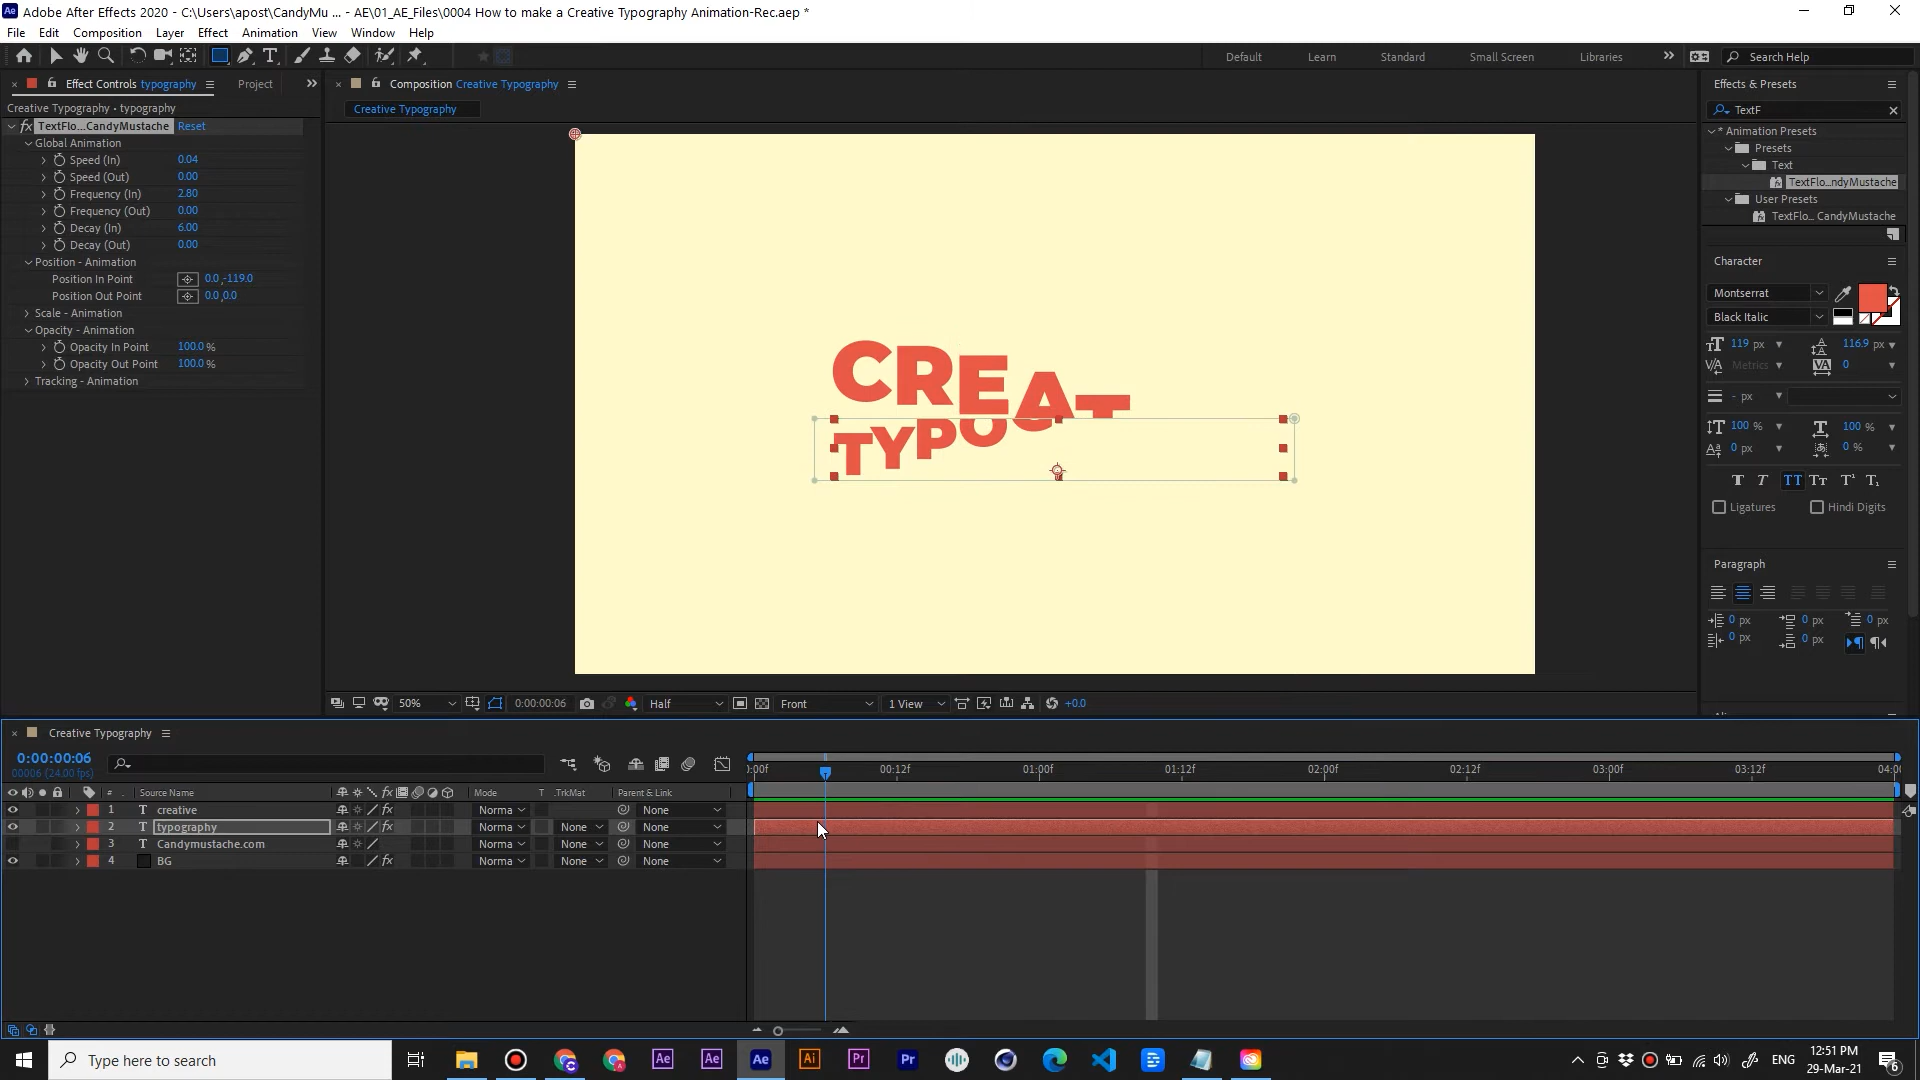 Adobe After Effects 2020 - C:\Users\apost\CandyMu ... - AE\01_AE_Files\0004 How to make a Creative Typography Animation-Rec.aep *
File Edit Composition Layer Effect Animation View Window Help
Default Learn Standard Small Screen Libraries Search Help
Effect Controls typography Project
Creative Typography • typography
fx TextFlo...CandyMustache Reset
Global Animation
Speed (In) 0.04
Speed (Out) 0.00
Frequency (In) 2.80
Frequency (Out) 0.00
Decay (In) 6.00
Decay (Out) 0.00
Position - Animation
Position In Point 0.0,-119.0
Position Out Point 0.0,0.0
Scale - Animation
Opacity - Animation
Opacity In Point 100.0 %
Opacity Out Point 100.0 %
Tracking - Animation
Composition Creative Typography
Creative Typography
CREAT
TYPOG
50% 0:00:00:06 Half Front 1 View +0.0
Effects & Presets
TextF
* Animation Presets
Presets
Text
TextFlo...ndyMustache
User Presets
TextFlo... CandyMustache
Character
Montserrat
Black Italic
119 px 116.9 px
Metrics 0
- px
100 % 100 %
0 px 0 %
Ligatures Hindi Digits
Paragraph
0 px 0 px 0 px
0 px 0 px
Creative Typography
0:00:00:06
00006 (24.00 fps)
:00f 00:12f 01:00f 01:12f 02:00f 02:12f 03:00f 03:12f 04:0
# Source Name fx Mode T .TrkMat Parent & Link
1 T creative fx Norma None
2 T typography fx Norma None None
3 T Candymustache.com Norma None None
4 BG fx Norma None None
Type here to search
ENG
12:51 PM
29-Mar-21
6